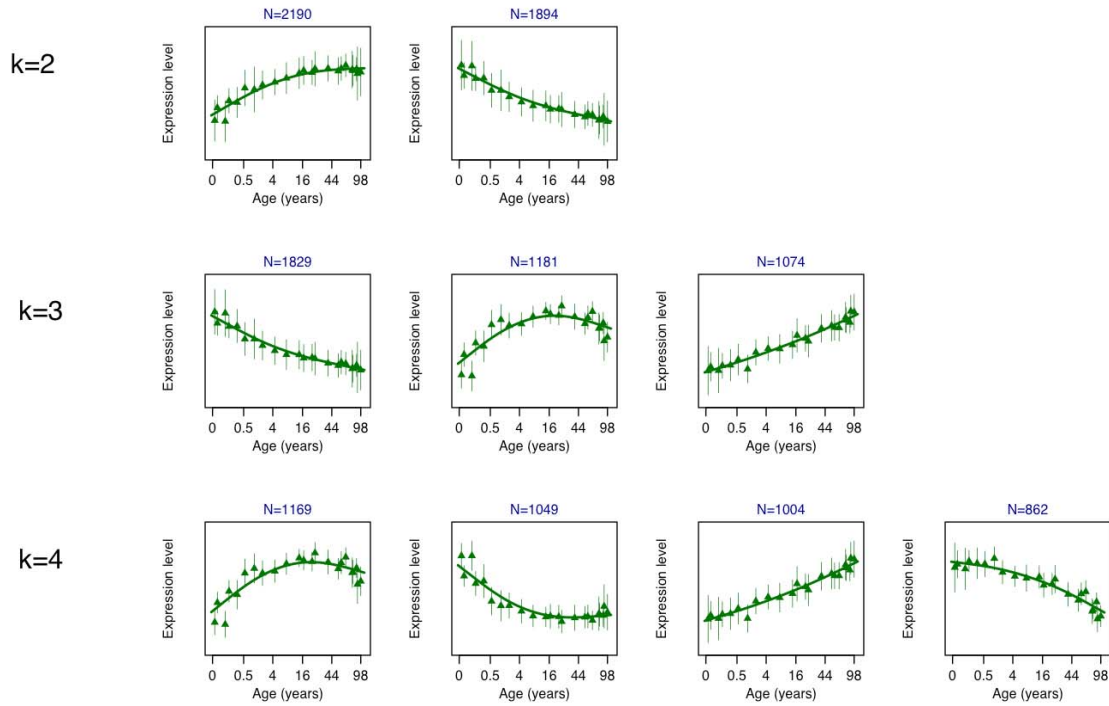 k=2
N=2190
Expression level
0 0.5 4 16 44 98
Age (years)
N=1894
Expression level
0 0.5 4 16 44 98
Age (years)
k=3
N=1829
Expression level
0 0.5 4 16 44 98
Age (years)
N=1181
Expression level
0 0.5 4 16 44 98
Age (years)
N=1074
Expression level
0 0.5 4 16 44 98
Age (years)
k=4
N=1169
Expression level
0 0.5 4 16 44 98
Age (years)
N=1049
Expression level
0 0.5 4 16 44 98
Age (years)
N=1004
Expression level
0 0.5 4 16 44 98
Age (years)
N=862
Expression level
0 0.5 4 16 44 98
Age (years)